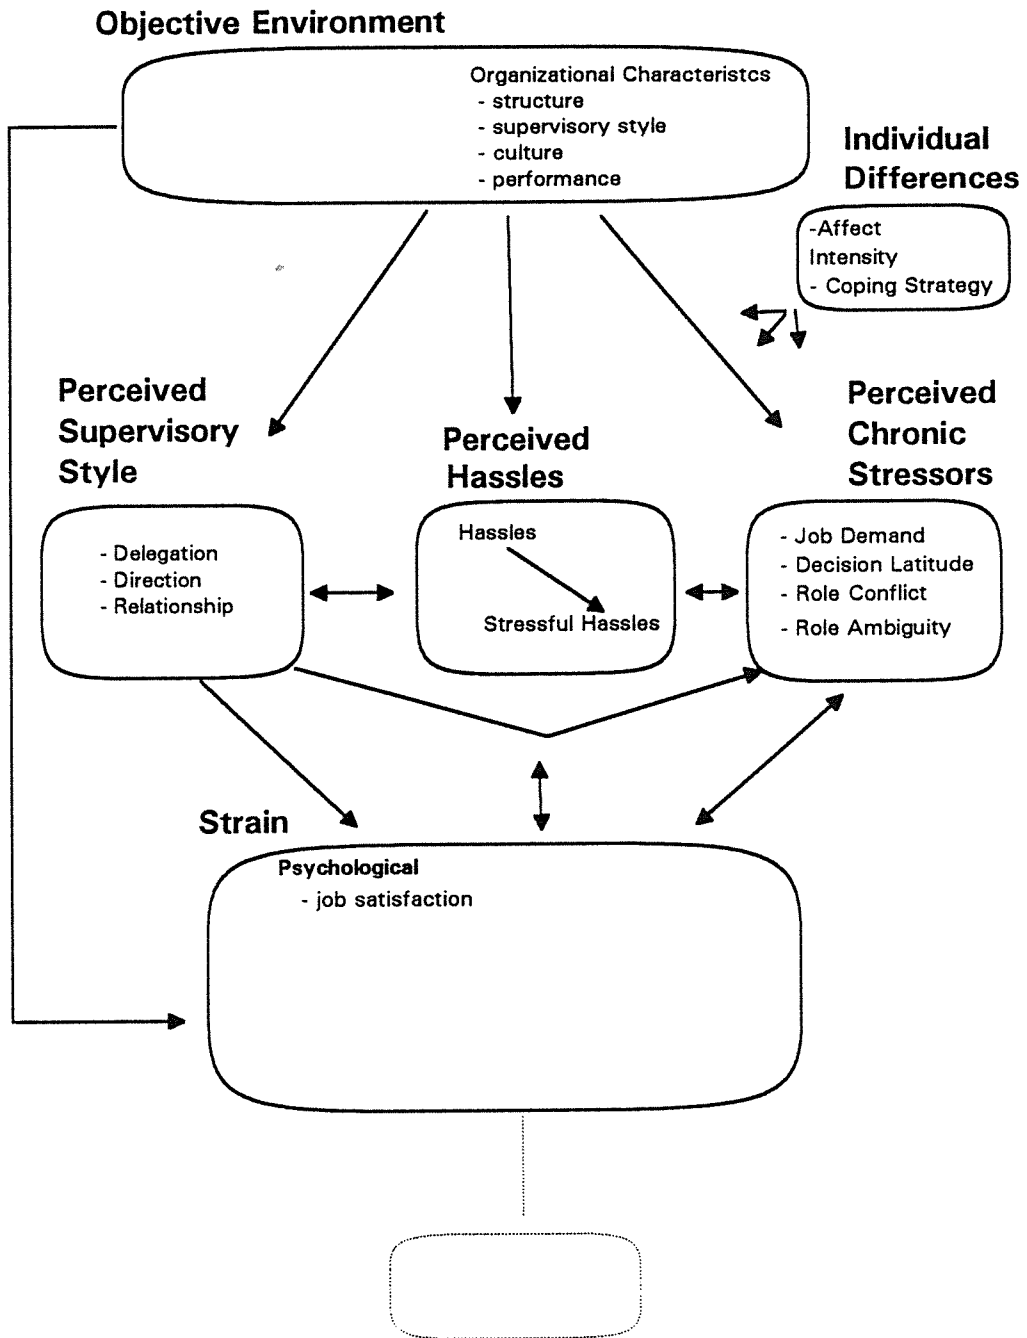 Objective Environment
Organizational Characteristcs
- structure
- supervisory style
- culture
- performance
Individual
Differences
-Affect
Intensity
- Coping Strategy
Perceived
Supervisory
Style
- Delegation
- Direction
- Relationship
Perceived
Hassles
Hassles
Stressful Hassles
Perceived
Chronic
Stressors
- Job Demand
- Decision Latitude
- Role Conflict
- Role Ambiguity
Strain
Psychological
- job satisfaction